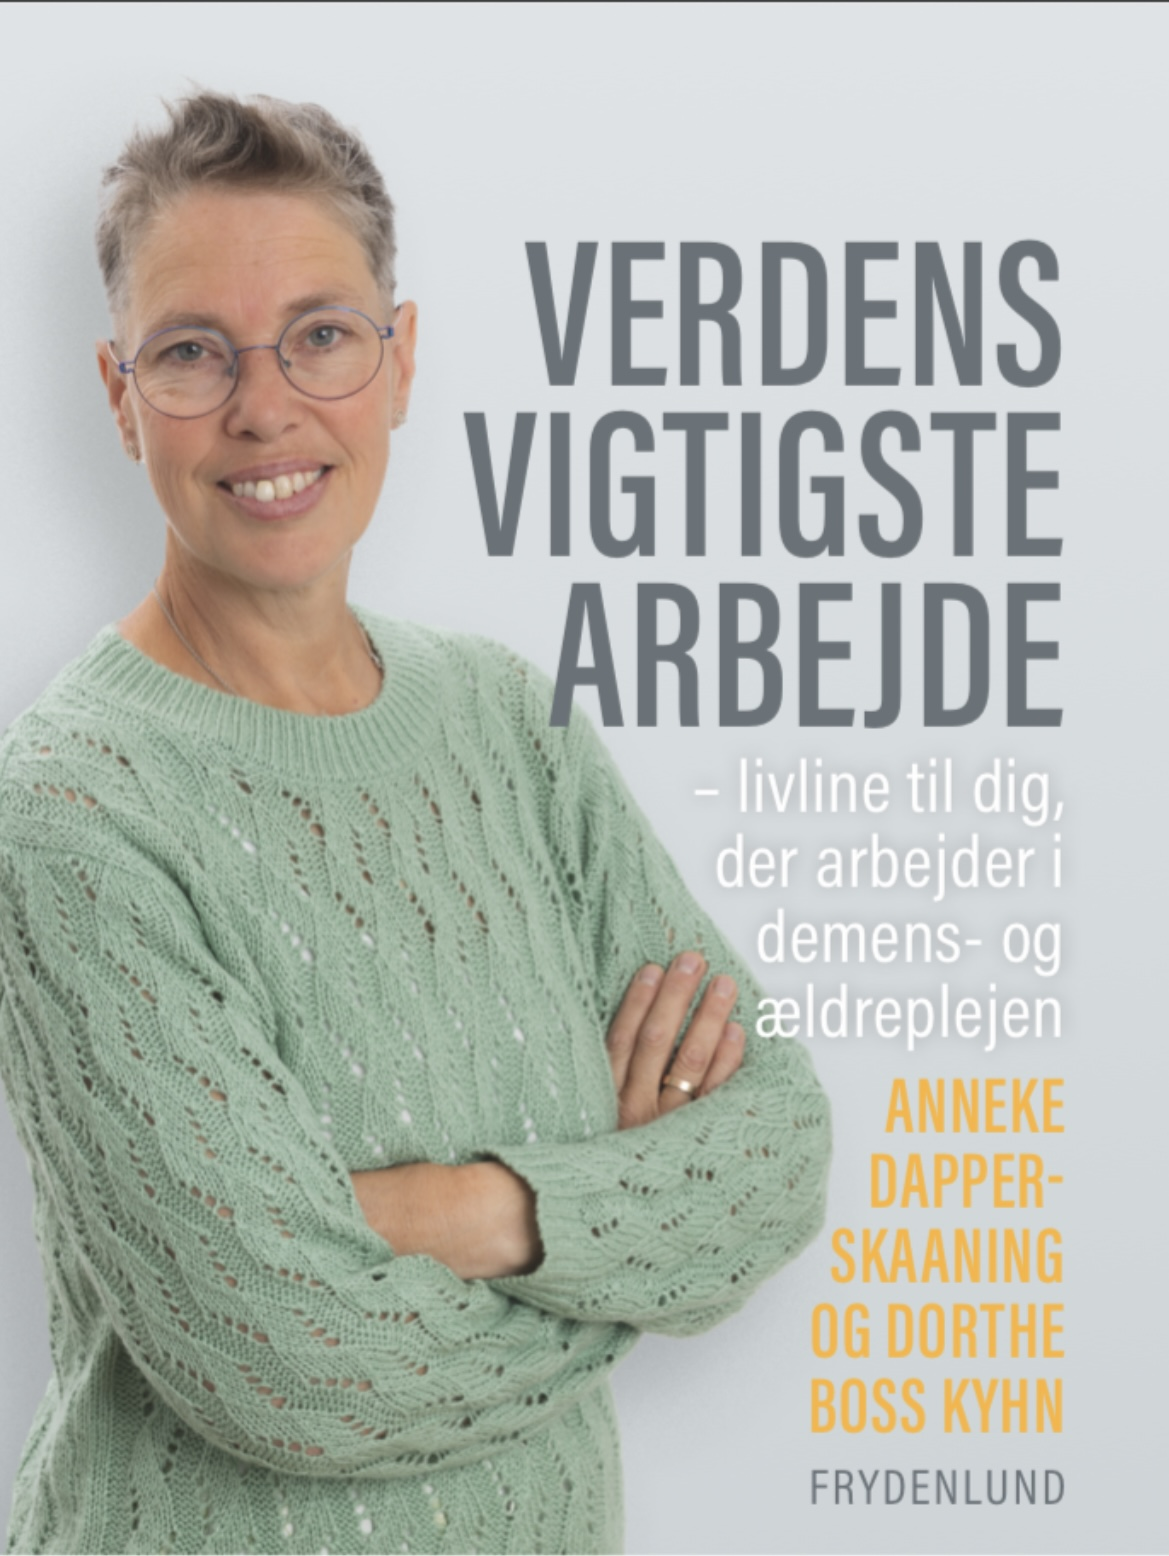 VERDENS
VIGTIGSTE
ARBEJDE
– livline til dig,
der arbejder i
demens- og
ældreplejen
ANNEKE
DAPPER-
SKAANING
OG DORTHE
BOSS KYHN
FRYDENLUND